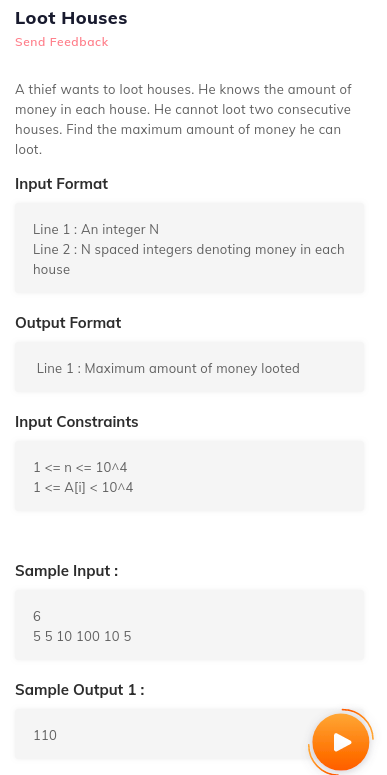 Loot Houses
Send Feedback
A thief wants to loot houses. He knows the amount of
money in each house. He cannot loot two consecutive
houses. Find the maximum amount of money he can
loot.
Input Format
Line 1 : An integer N
Line 2 : N spaced integers denoting money in each
house
Output Format
Line 1 : Maximum amount of money looted
Input Constraints
1 <= n <= 10^4
1 <= A[i] < 10^4
Sample Input :
6
5 5 10 100 10 5
Sample Output 1 :
110